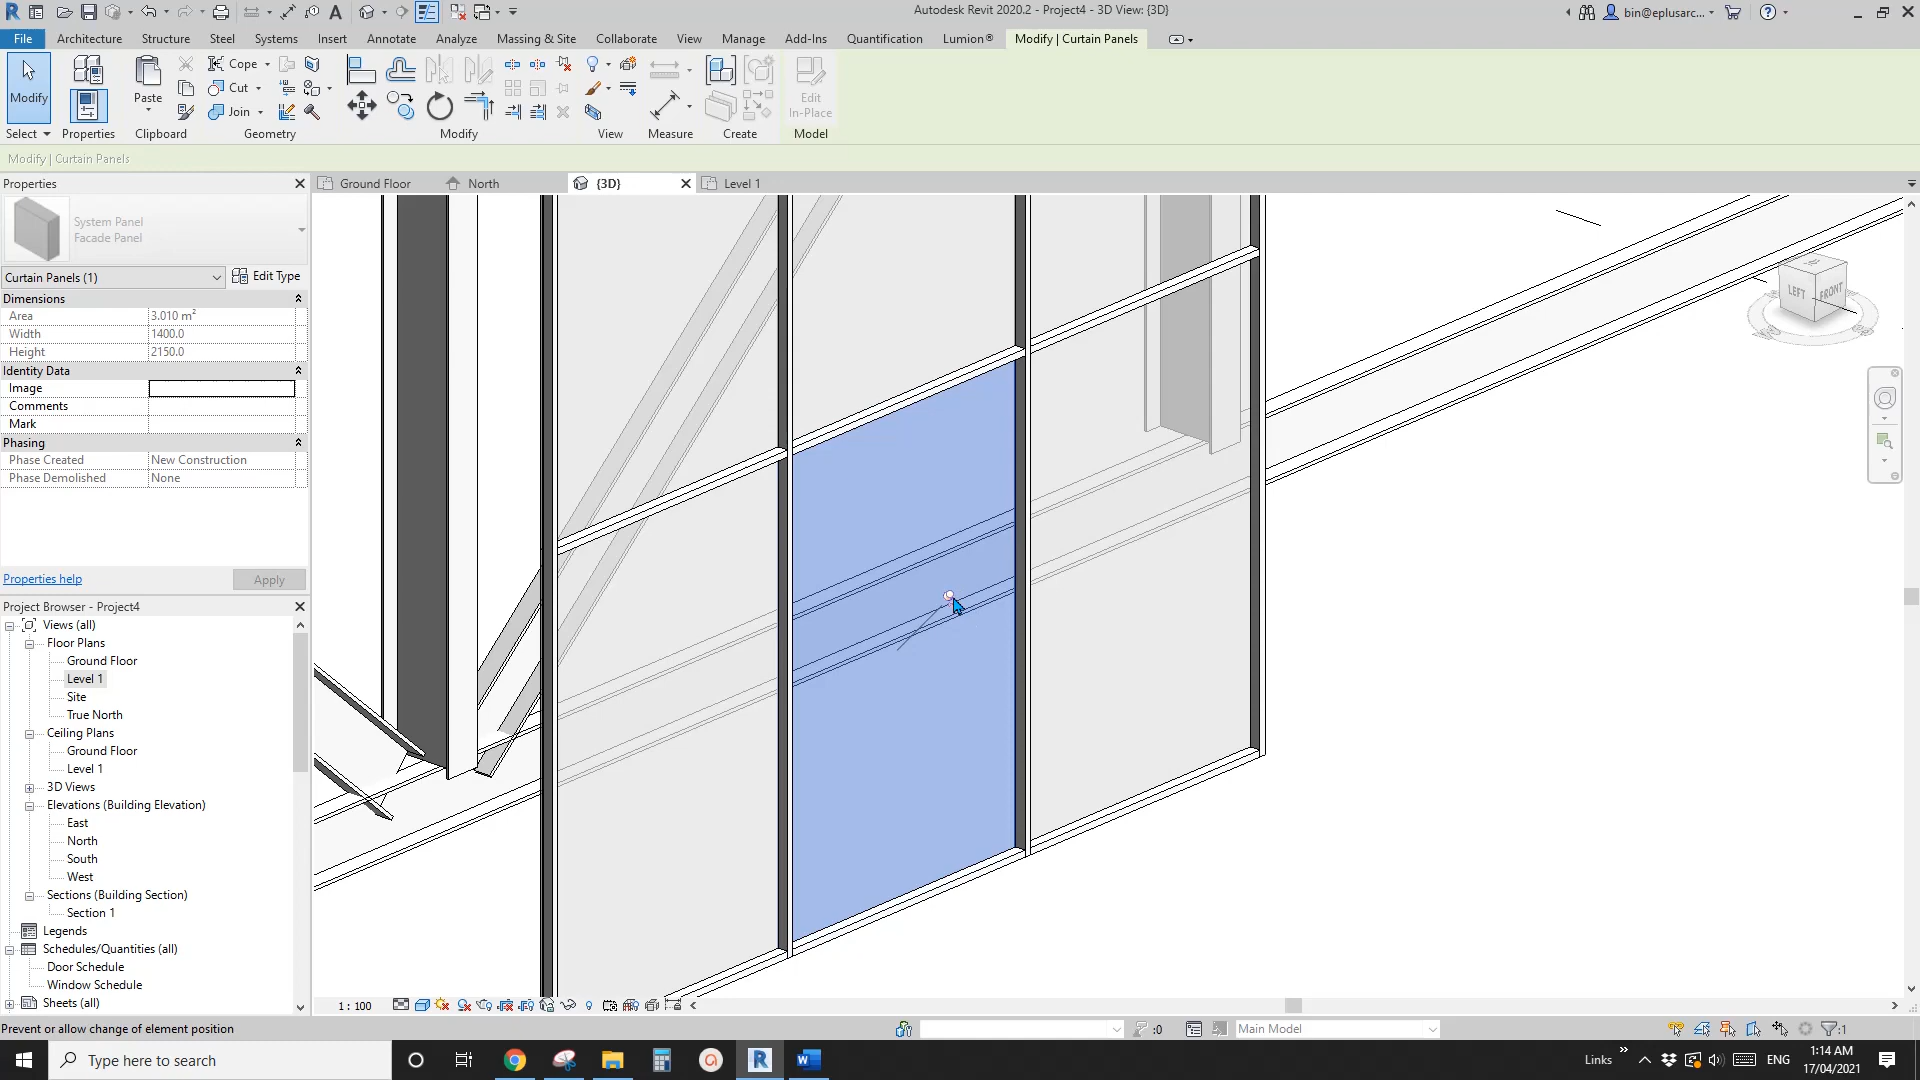 Autodesk Revit 2020.2 - Project4 - 3D View: {3D}
bin@eplusarc...
File
Architecture
Structure
Steel
Systems
Insert
Annotate
Analyze
Massing & Site
Collaborate
View
Manage
Add-Ins
Quantification
Lumion®
Modify | Curtain Panels
Modify
Paste
Cope
Cut
Join
Edit
In-Place
Select
Properties
Clipboard
Geometry
Modify
View
Measure
Create
Model
Modify | Curtain Panels
Properties
Ground Floor
North
{3D}
Level 1
System Panel
Facade Panel
Curtain Panels (1)
Edit Type
Dimensions
Area 3.010 m²
Width 1400.0
Height 2150.0
Identity Data
Image
Comments
Mark
Phasing
Phase Created New Construction
Phase Demolished None
Properties help
Apply
LEFT
FRONT
Project Browser - Project4
Views (all)
Floor Plans
Ground Floor
Level 1
Site
True North
Ceiling Plans
Ground Floor
Level 1
3D Views
Elevations (Building Elevation)
East
North
South
West
Sections (Building Section)
Section 1
Legends
Schedules/Quantities (all)
Door Schedule
Window Schedule
Sheets (all)
1 : 100
Prevent or allow change of element position
:0
Main Model
:1
Type here to search
Links
ENG
1:14 AM
17/04/2021